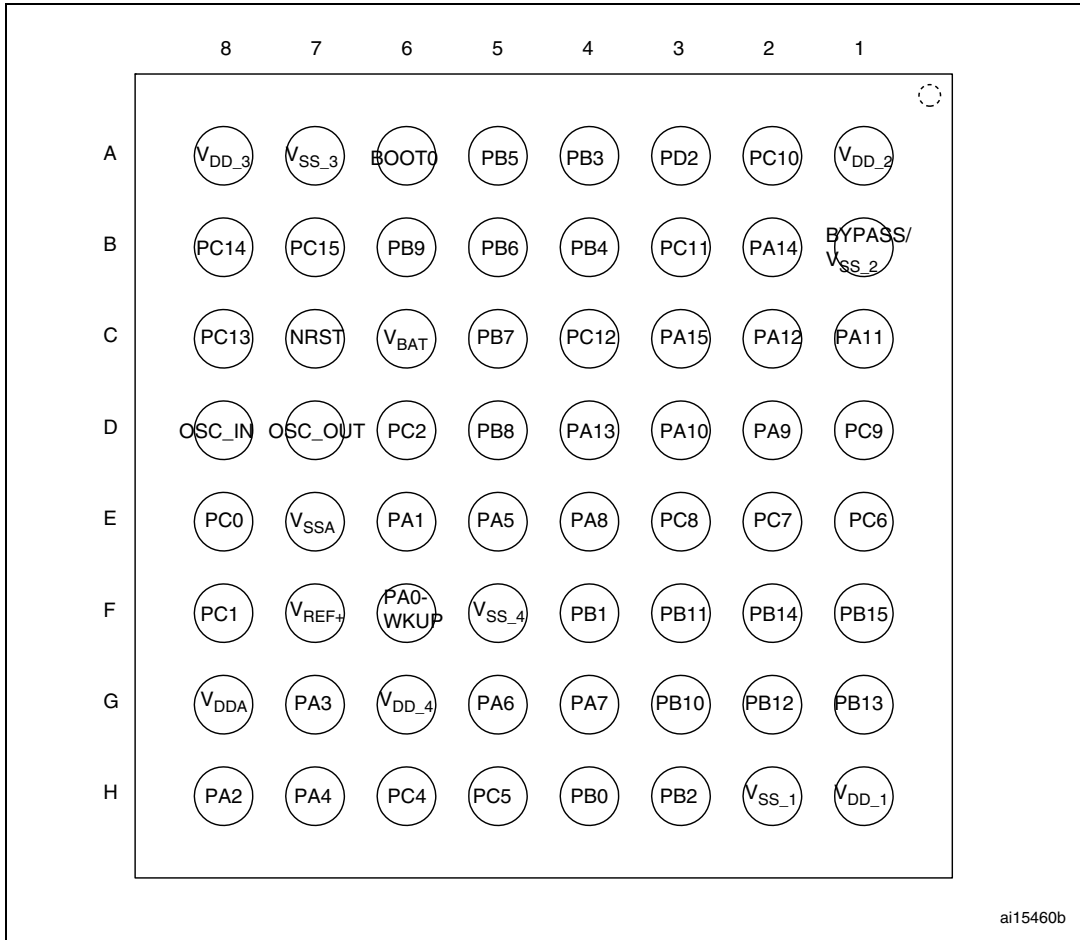 8 7 6 5 4 3 2 1
A VDD_3 VSS_3 BOOT0 PB5 PB3 PD2 PC10 VDD_2
B PC14 PC15 PB9 PB6 PB4 PC11 PA14 BYPASS/
VSS_2
C PC13 NRST VBAT PB7 PC12 PA15 PA12 PA11
D OSC_IN OSC_OUT PC2 PB8 PA13 PA10 PA9 PC9
E PC0 VSSA PA1 PA5 PA8 PC8 PC7 PC6
F PC1 VREF+ PA0-
WKUP VSS_4 PB1 PB11 PB14 PB15
G VDDA PA3 VDD_4 PA6 PA7 PB10 PB12 PB13
H PA2 PA4 PC4 PC5 PB0 PB2 VSS_1 VDD_1
ai15460b